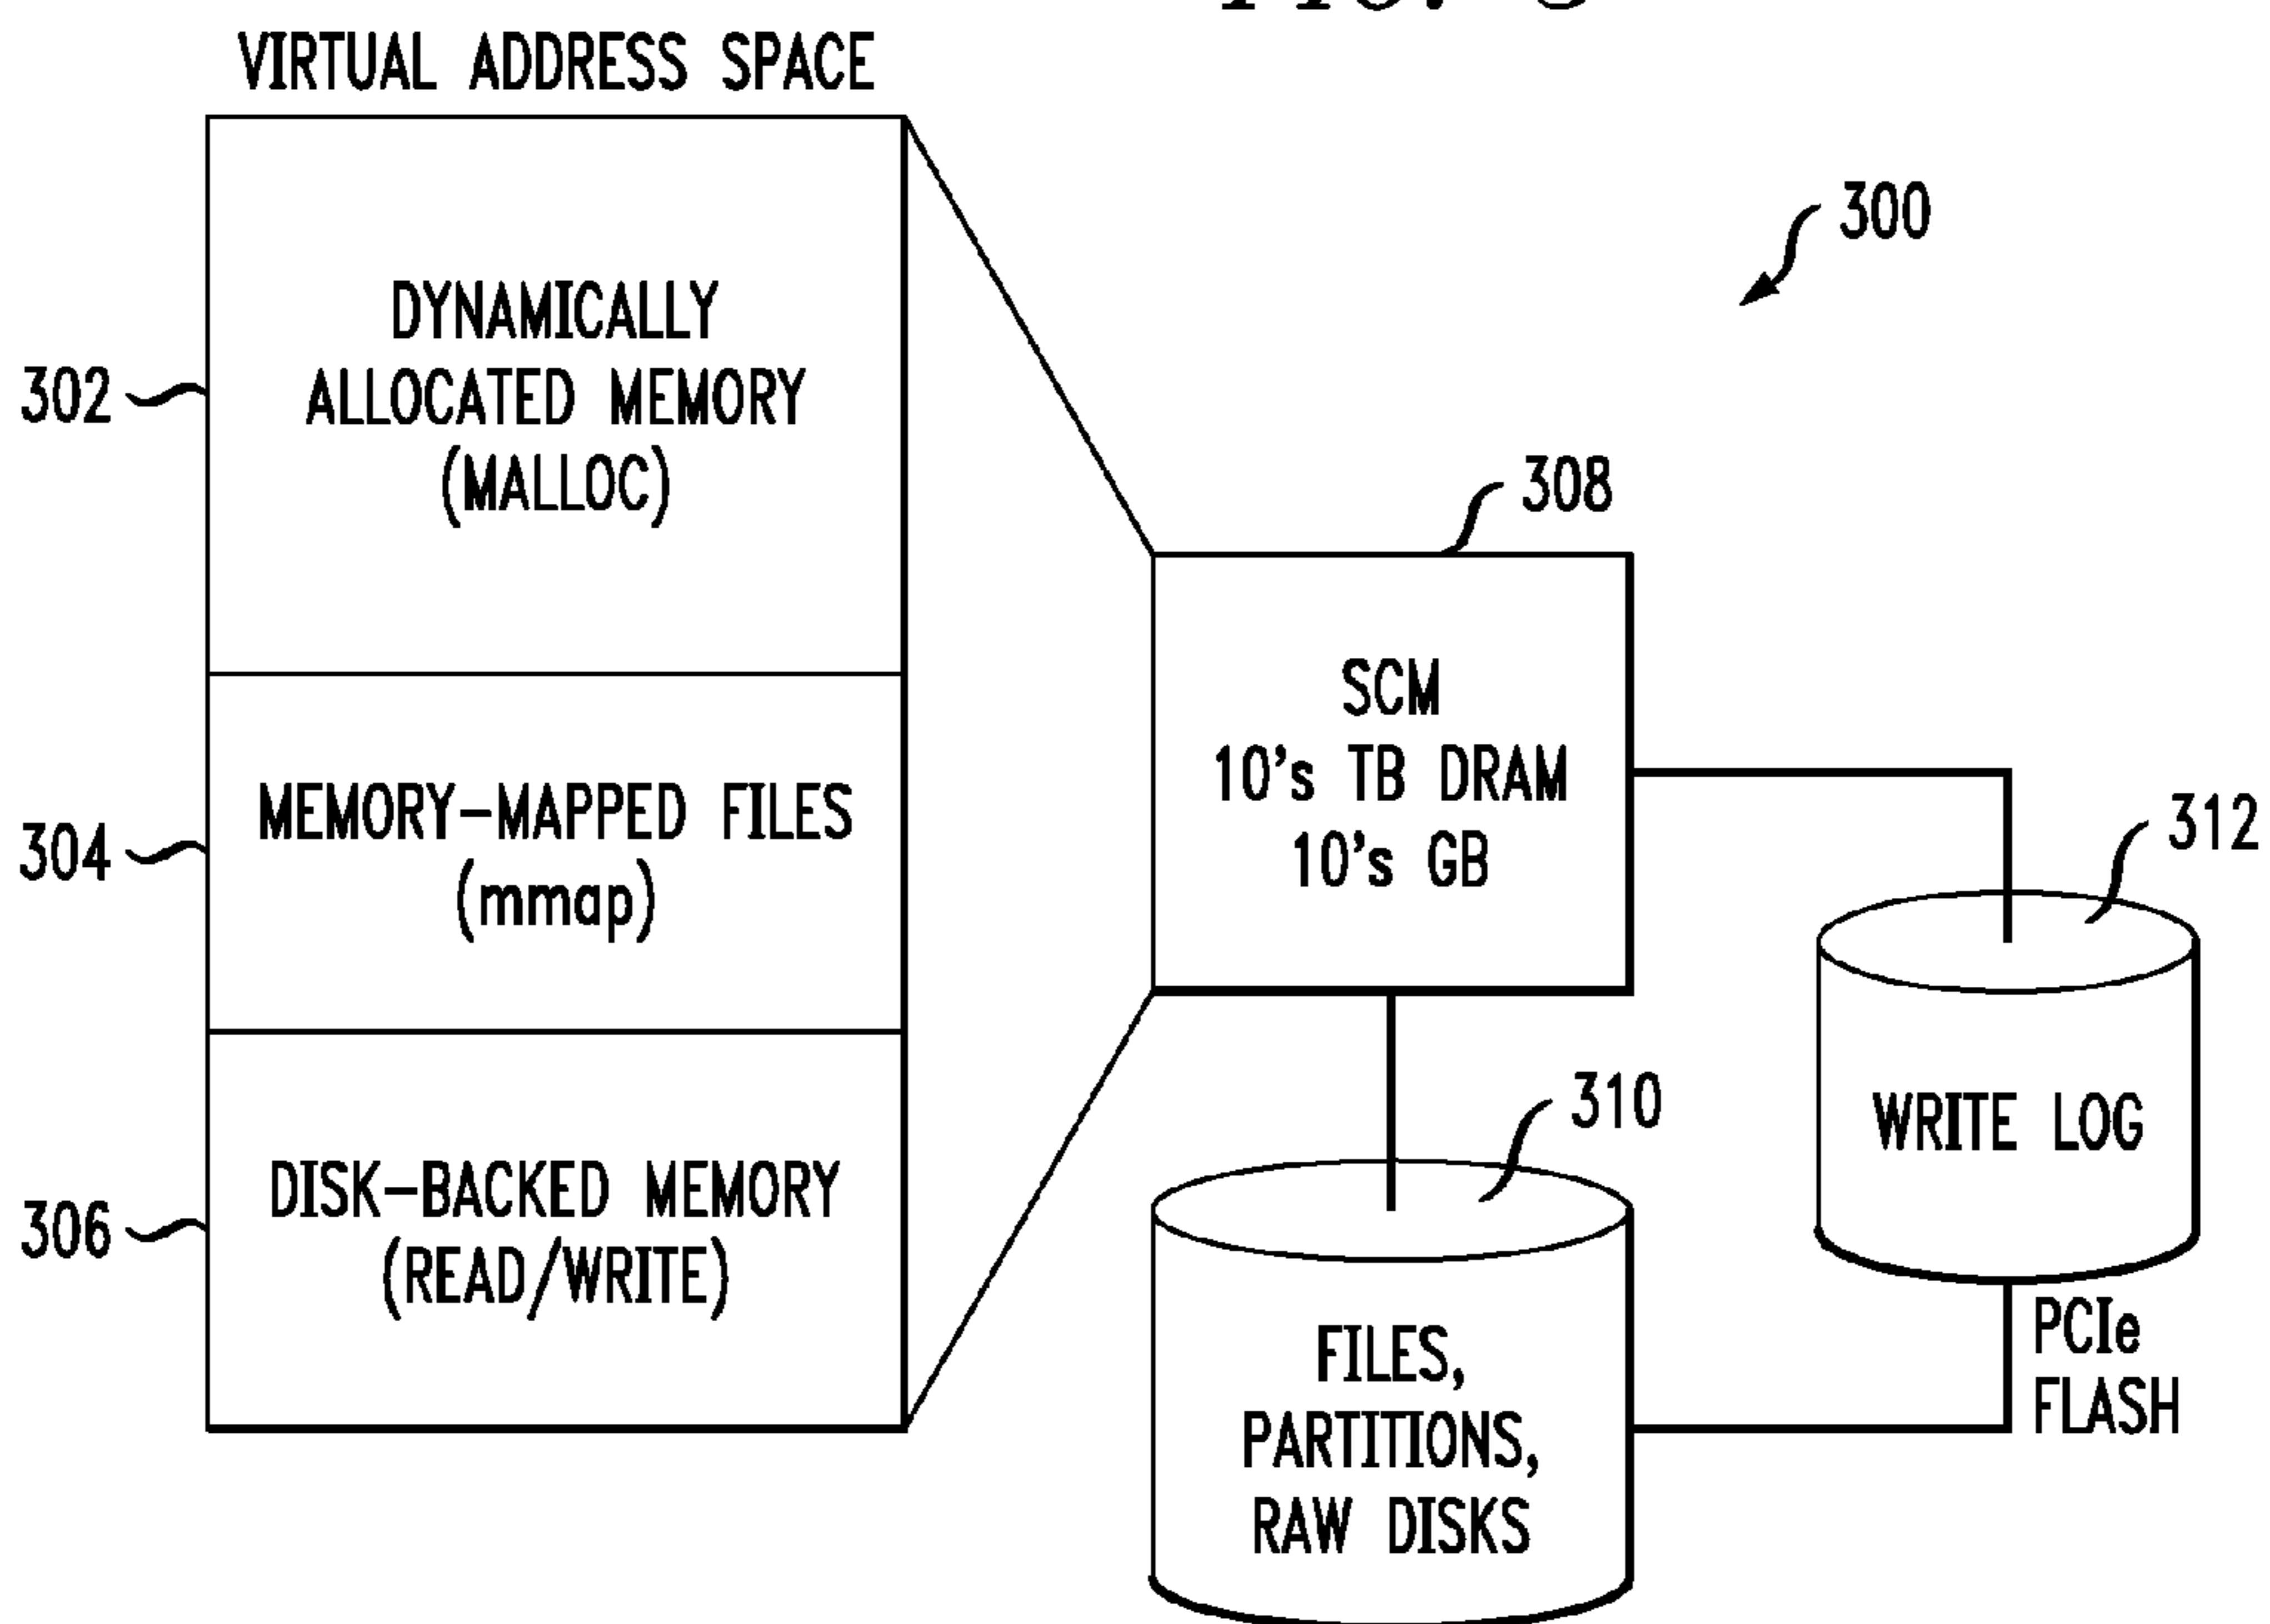 VIRTUAL ADDRESS SPACE
300
302
DYNAMICALLY
ALLOCATED MEMORY
(MALLOC)
308
SCM
10's TB DRAM
10's GB
304
MEMORY-MAPPED FILES
(mmap)
312
WRITE LOG
PCIe
FLASH
306
DISK-BACKED MEMORY
(READ/WRITE)
310
FILES,
PARTITIONS,
RAW DISKS